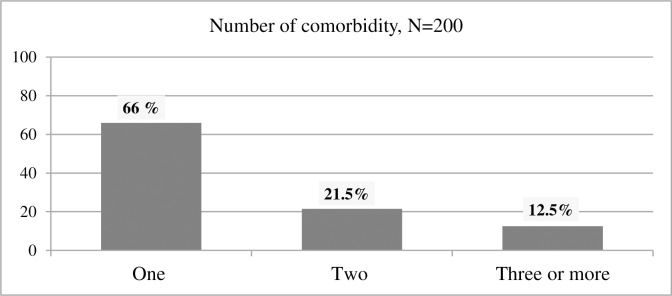 Number of comorbidity, N=200
100
80
60
40
20
0
66 %
21.5%
12.5%
One
Two
Three or more